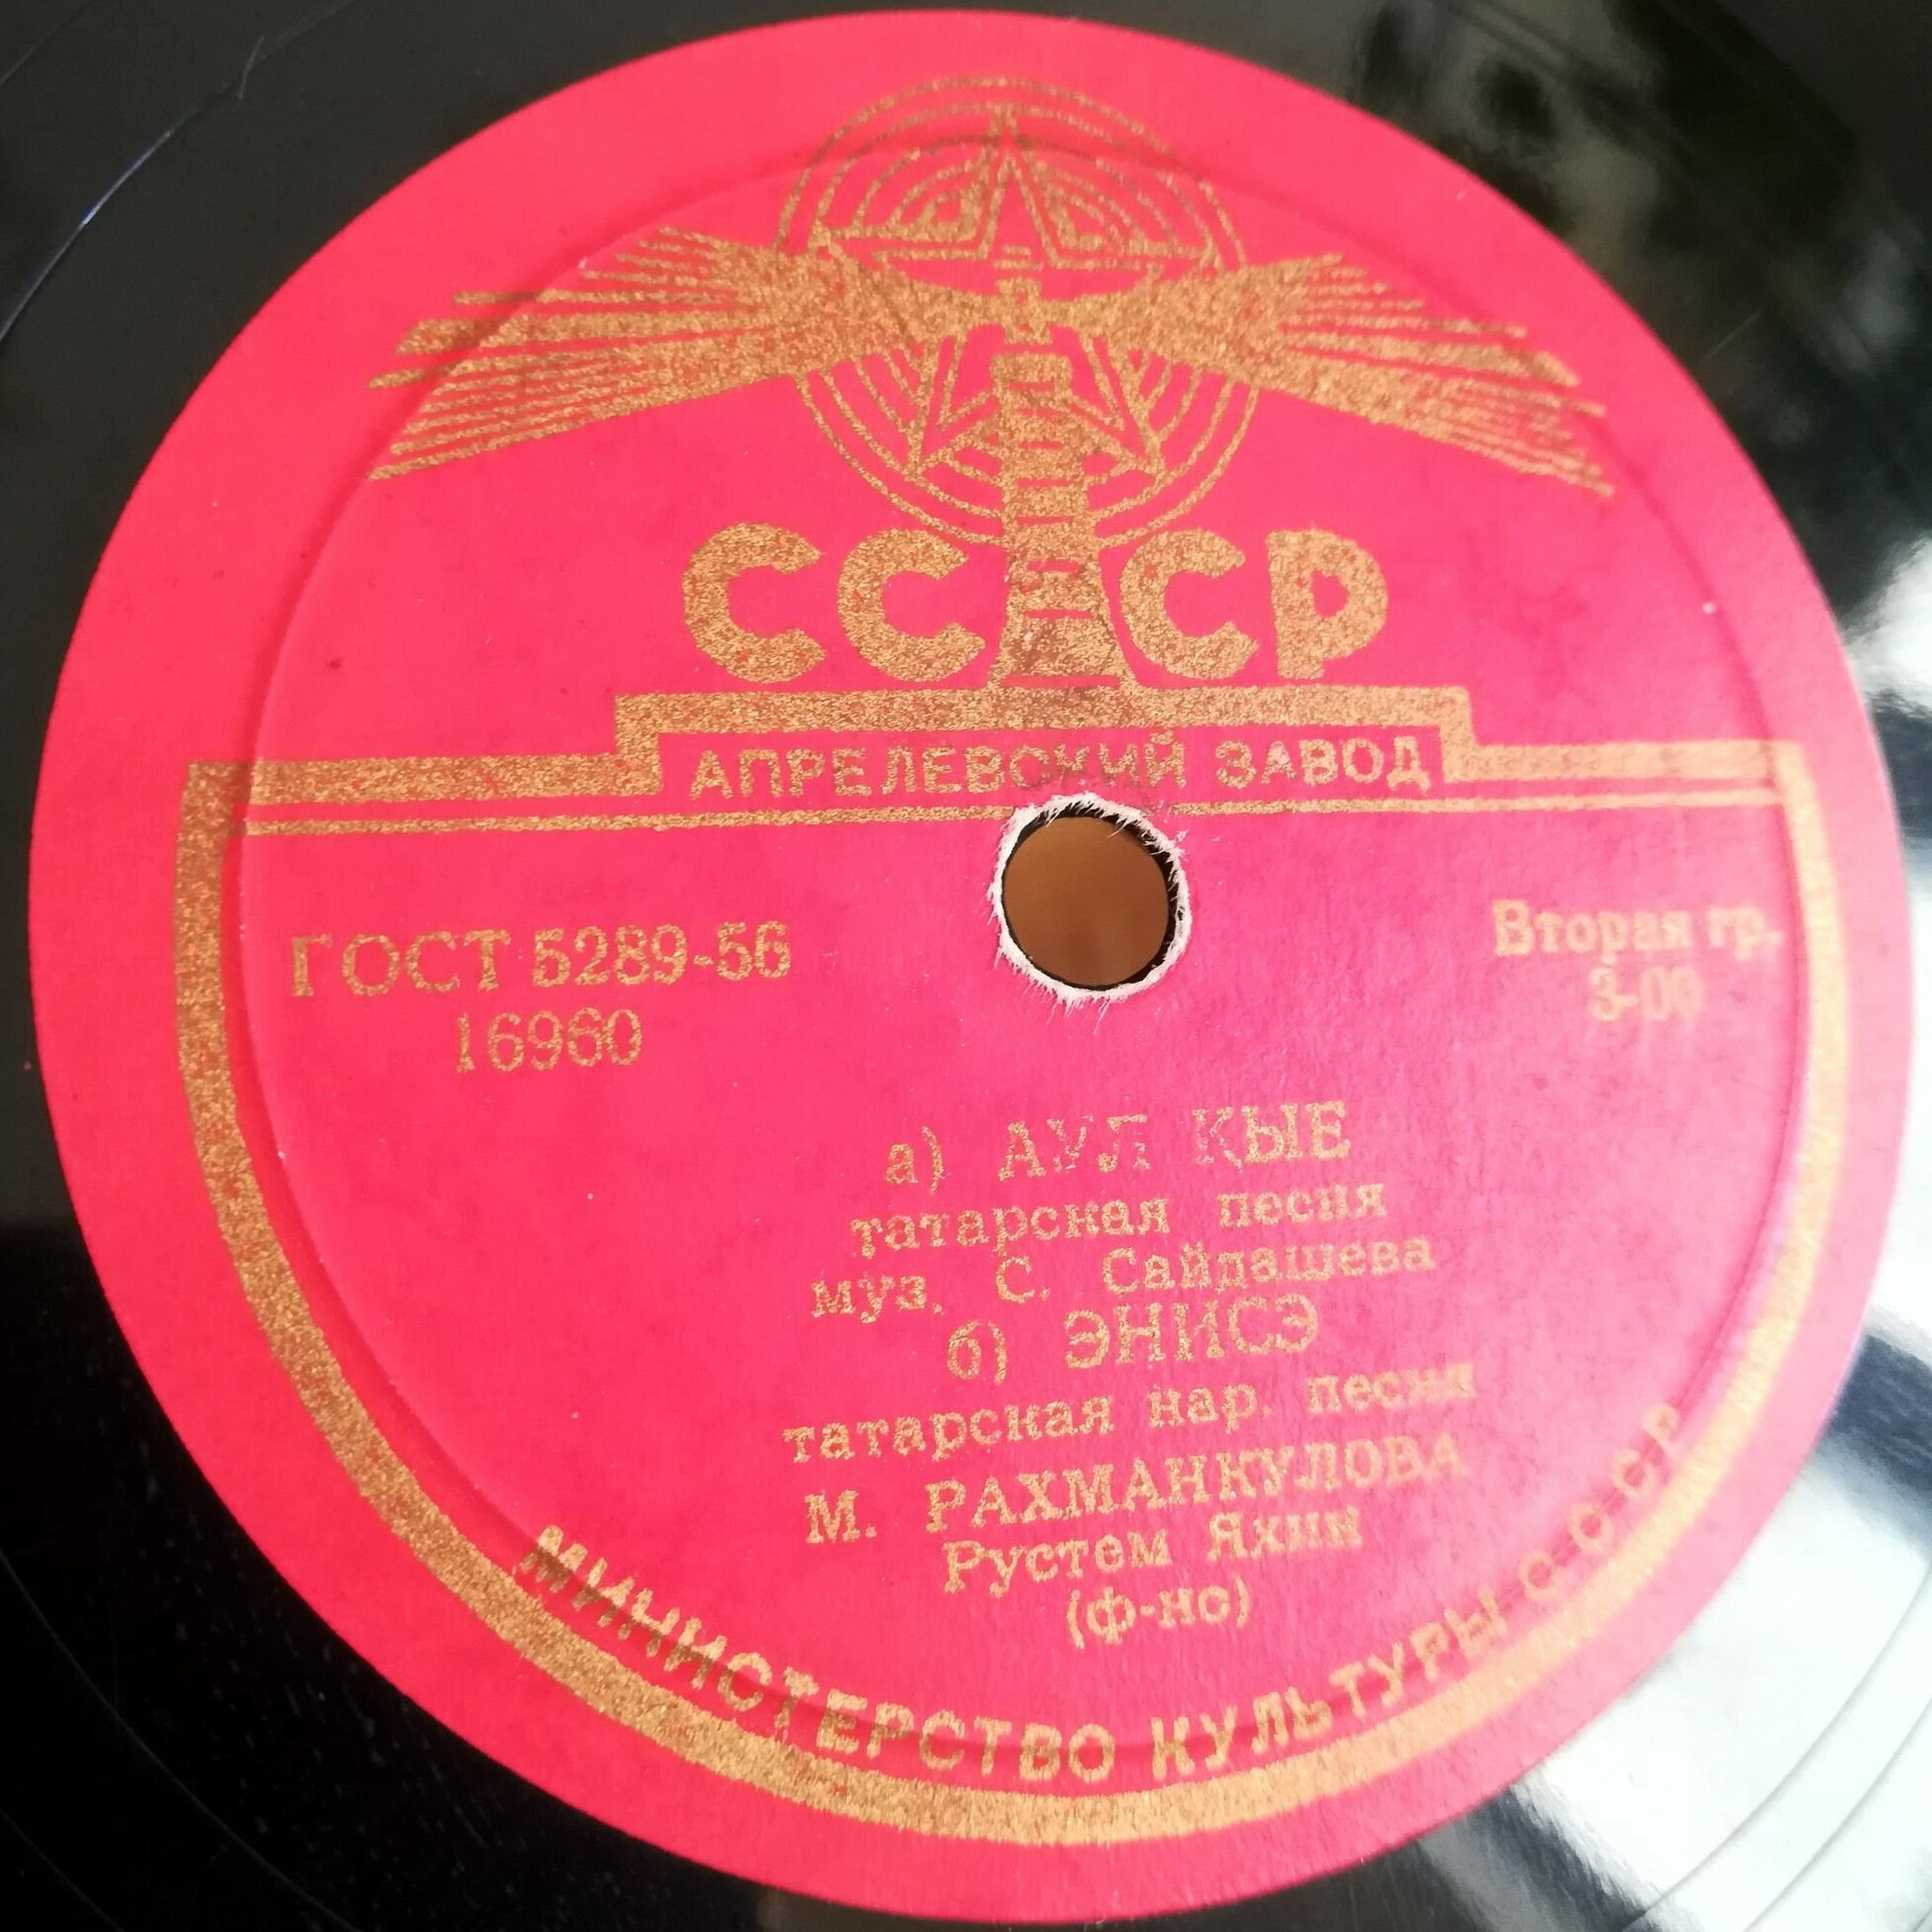 СССР
АПРЕЛЕВСКИЙ ЗАВОД
ГОСТ 5289-56
16960
Вторая гр.
3-00
а) АУЛ КЫЕ
татарская песня
муз. С. Сайдашева
б) ЭНИСЭ
татарская нар. песня
М. РАХМАНКУЛОВА
Рустем Яхин
(ф-но)
МИНИСТЕРСТВО КУЛЬТУРЫ СССР